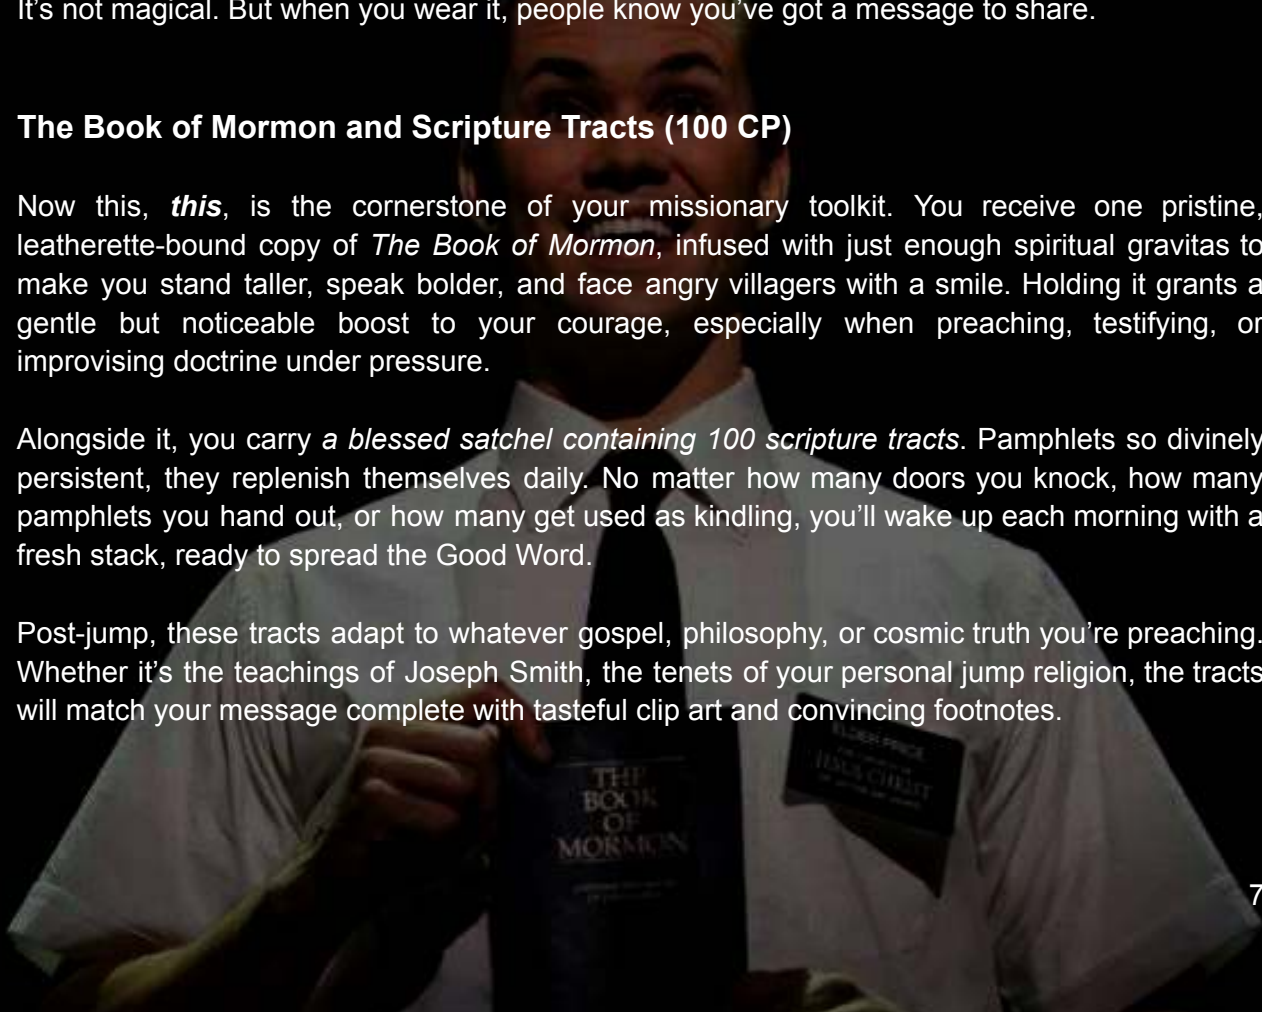 It's not magical. But when you wear it, people know you've got a message to share.
The Book of Mormon and Scripture Tracts (100 CP)
Now this, this, is the cornerstone of your missionary toolkit. You receive one pristine,
leatherette-bound copy of The Book of Mormon, infused with just enough spiritual gravitas to
make you stand taller, speak bolder, and face angry villagers with a smile. Holding it grants a
gentle but noticeable boost to your courage, especially when preaching, testifying, or
improvising doctrine under pressure.
Alongside it, you carry a blessed satchel containing 100 scripture tracts. Pamphlets so divinely
persistent, they replenish themselves daily. No matter how many doors you knock, how many
pamphlets you hand out, or how many get used as kindling, you'll wake up each morning with a
fresh stack, ready to spread the Good Word.
Post-jump, these tracts adapt to whatever gospel, philosophy, or cosmic truth you're preaching.
Whether it's the teachings of Joseph Smith, the tenets of your personal jump religion, the tracts
will match your message complete with tasteful clip art and convincing footnotes.
ELDER PRICE
JESUS CHRIST
THE
BOOK
OF
MORMON
7